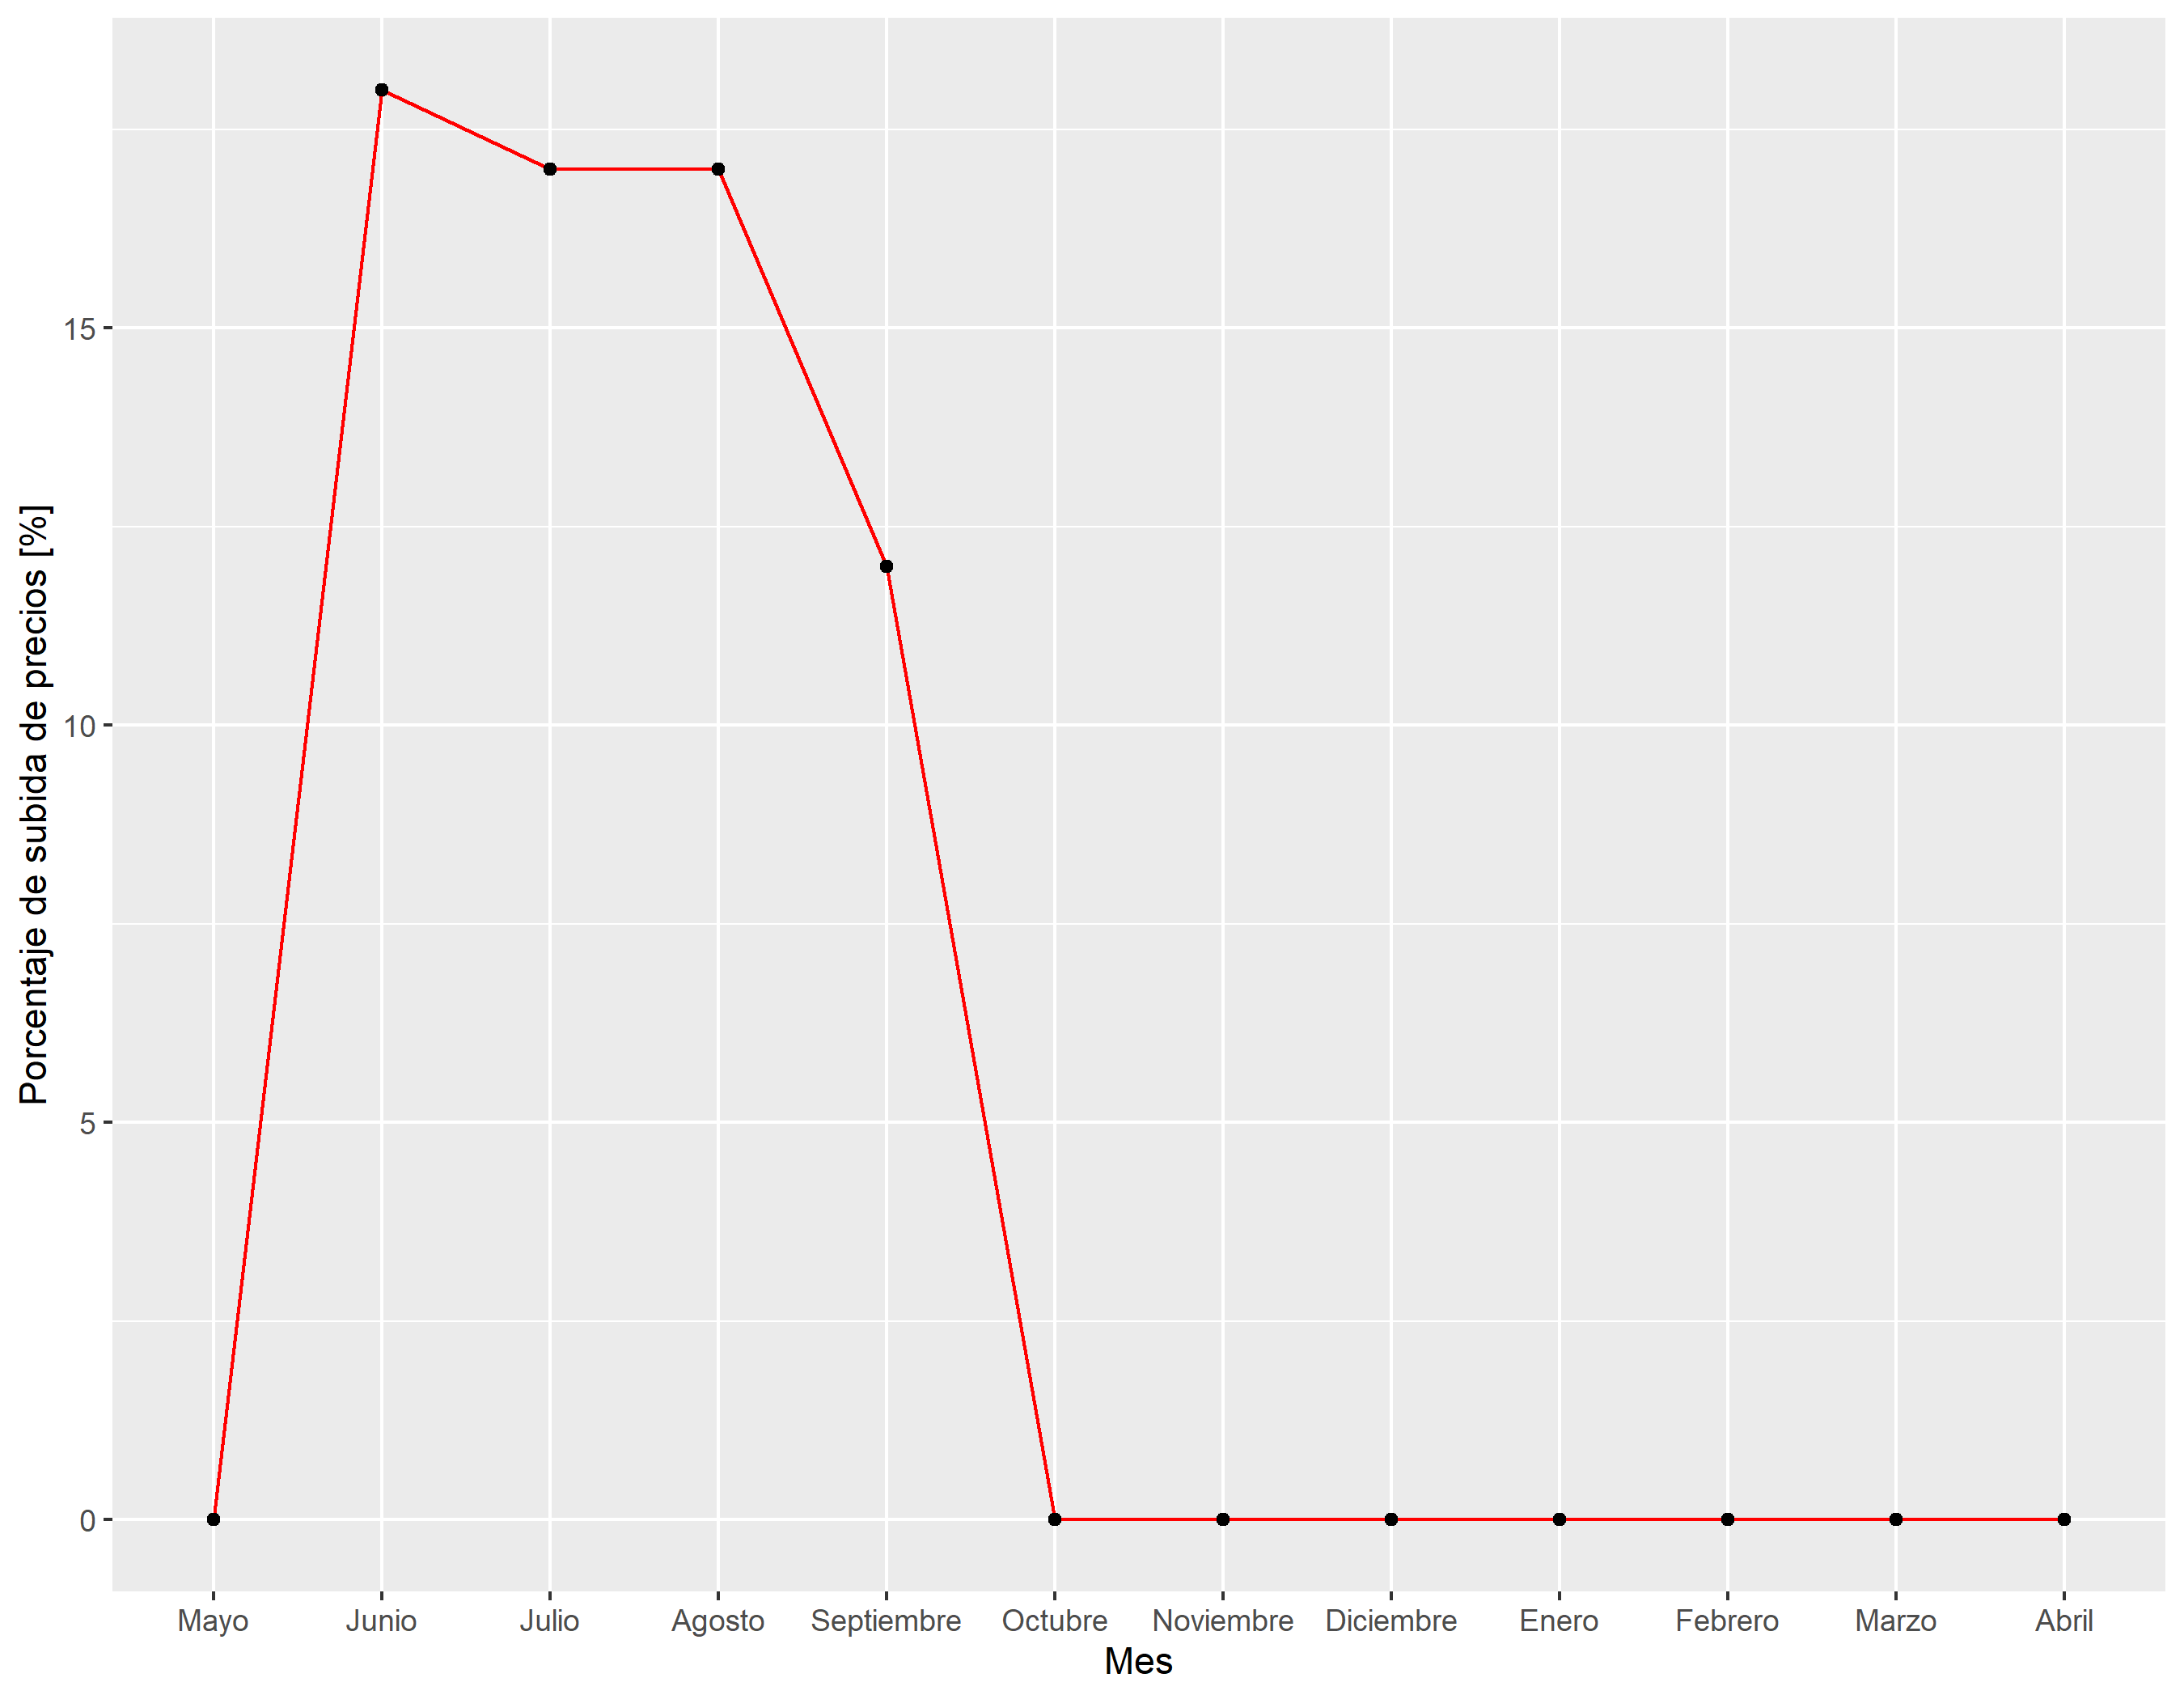 Porcentaje de subida de precios [%]
15
10
5
0
Mayo Junio Julio Agosto Septiembre Octubre Noviembre Diciembre Enero Febrero Marzo Abril
Mes